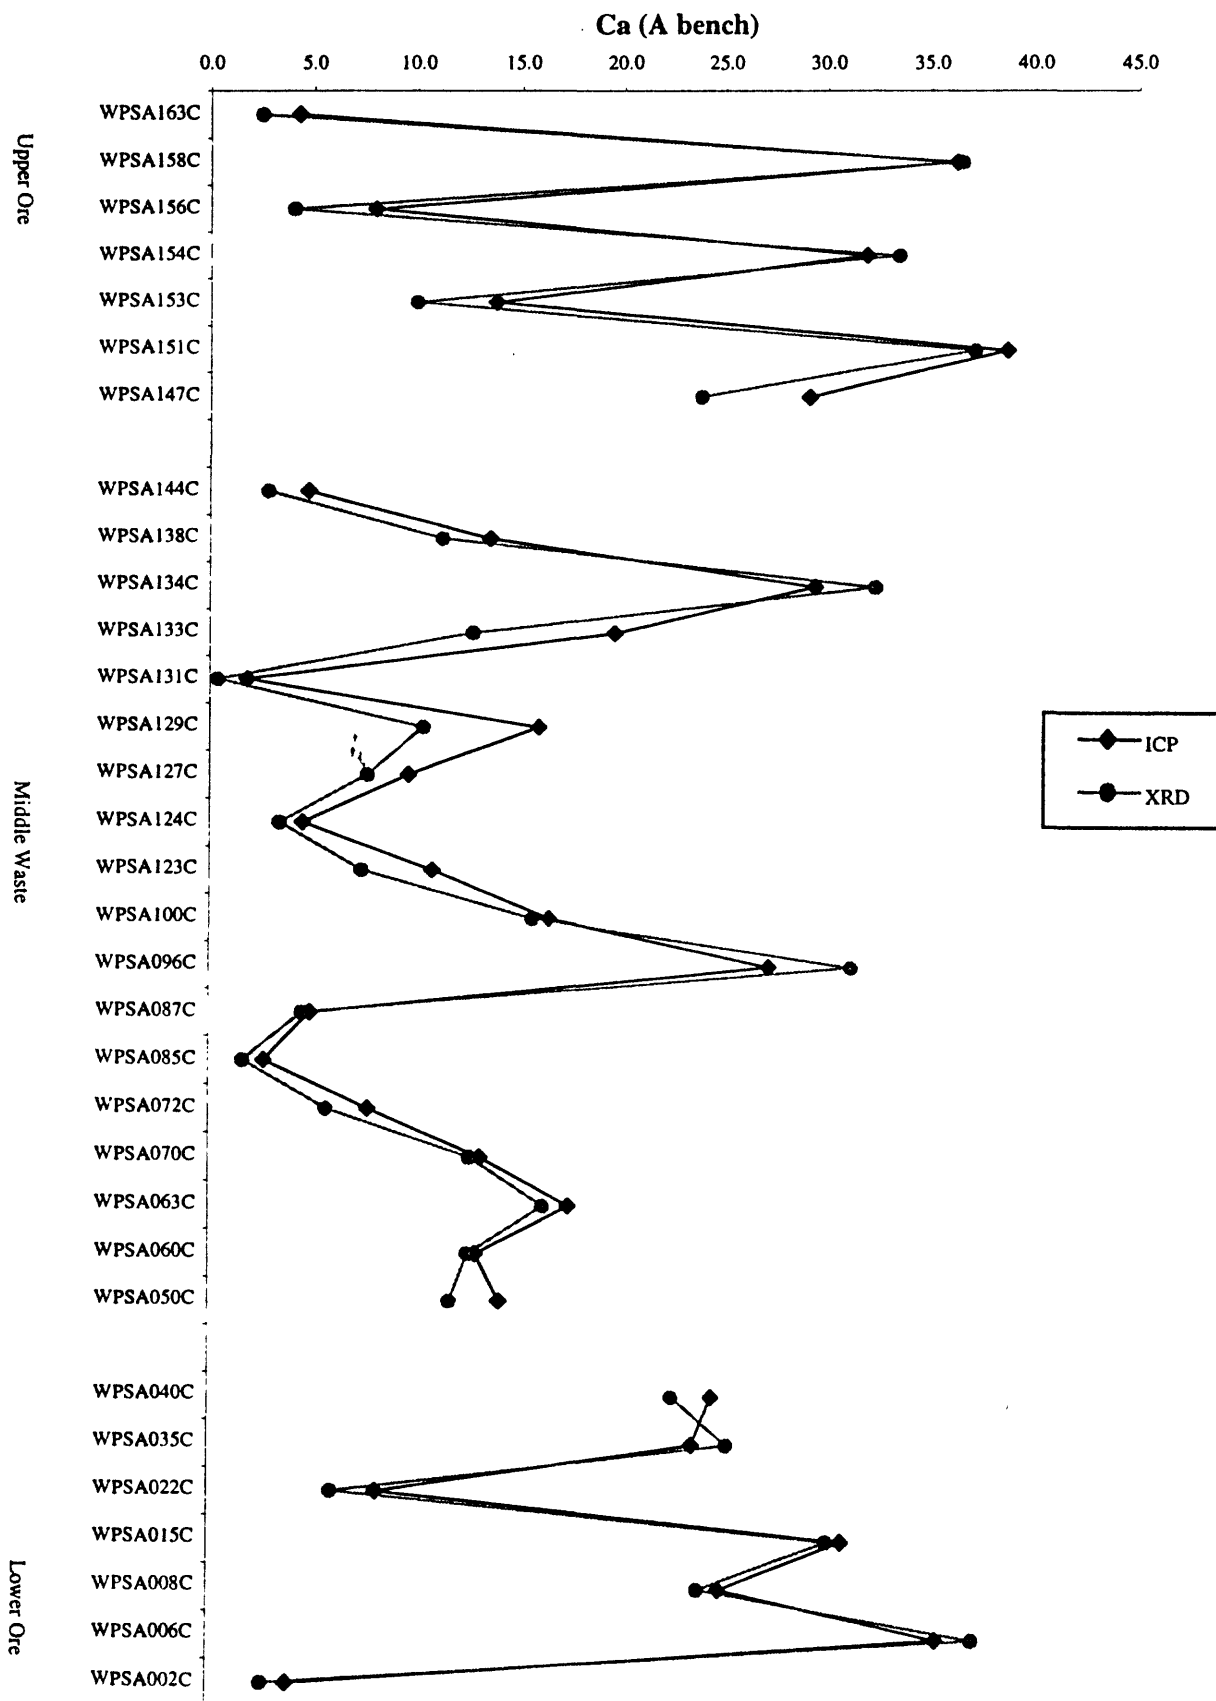 Ca (A bench)
0.0 5.0 10.0 15.0 20.0 25.0 30.0 35.0 40.0 45.0
Upper Ore
WPSA163C
WPSA158C
WPSA156C
WPSA154C
WPSA153C
WPSA151C
WPSA147C
Middle Waste
WPSA144C
WPSA138C
WPSA134C
WPSA133C
WPSA131C
WPSA129C
WPSA127C
WPSA124C
WPSA123C
WPSA100C
WPSA096C
WPSA087C
WPSA085C
WPSA072C
WPSA070C
WPSA063C
WPSA060C
WPSA050C
Lower Ore
WPSA040C
WPSA035C
WPSA022C
WPSA015C
WPSA008C
WPSA006C
WPSA002C
ICP
XRD